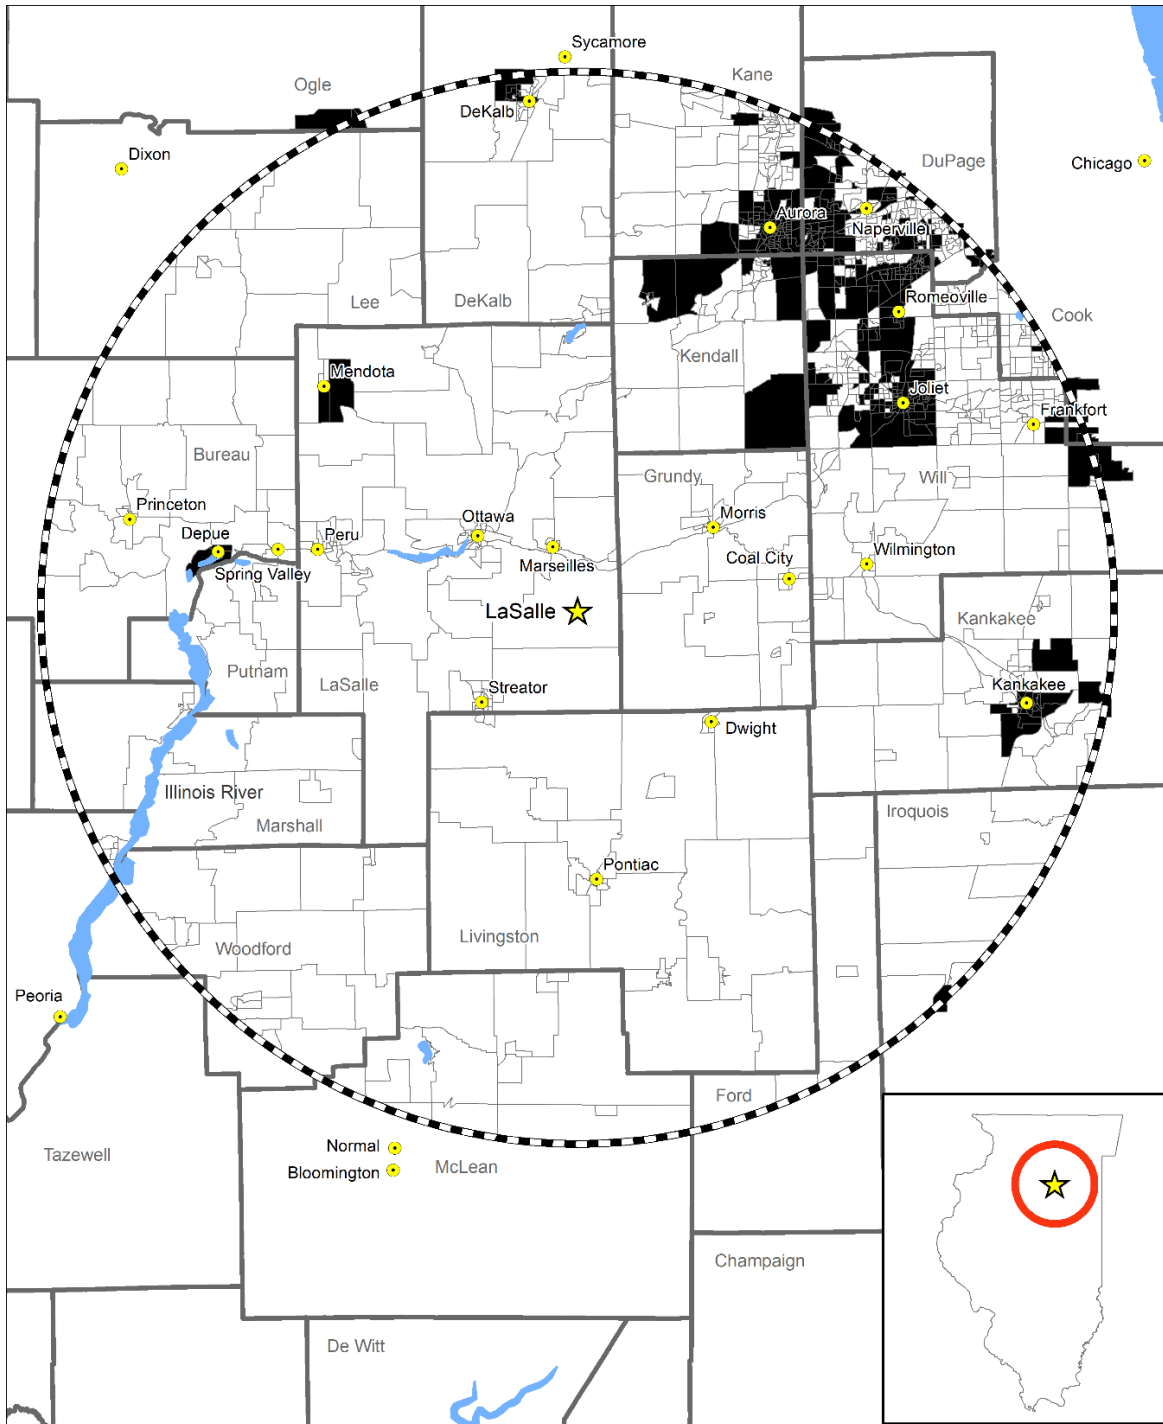 Sycamore
Ogle
Kane
DeKalb
Dixon
DuPage
Chicago
Aurora
Naperville
Lee
DeKalb
Romeoville
Cook
Kendall
Mendota
Joliet
Frankfort
Bureau
Grundy
Will
Princeton
Ottawa
Morris
Depue
Peru
Marseilles
Coal City
Wilmington
Spring Valley
LaSalle
Kankakee
Putnam
LaSalle
Streator
Kankakee
Dwight
Illinois River
Marshall
Iroquois
Pontiac
Woodford
Livingston
Peoria
Ford
Normal
Tazewell
Bloomington
McLean
Champaign
De Witt